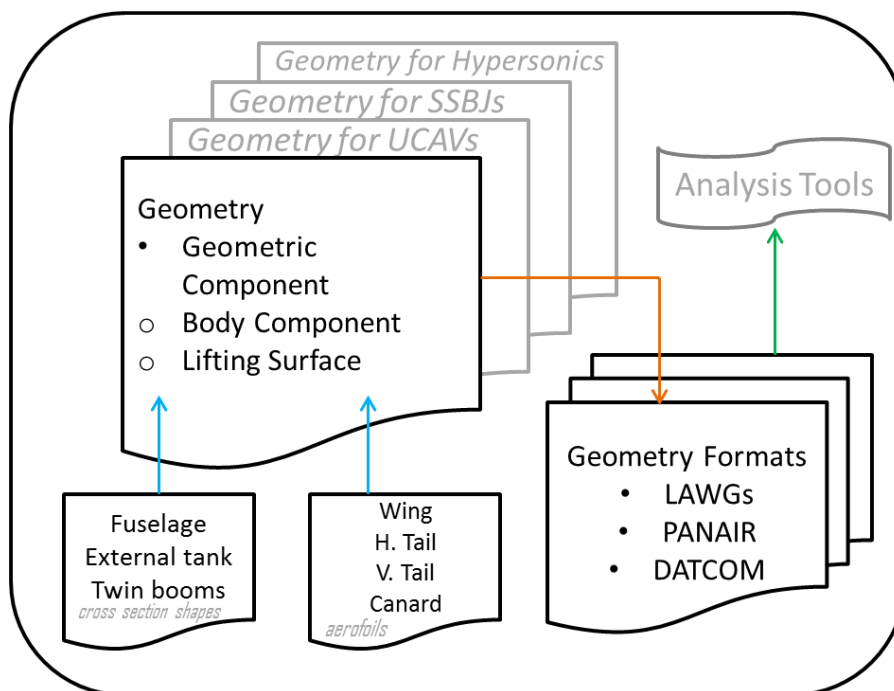 Geometry for Hypersonics
Geometry for SSBJs
Geometry for UCAVs
Geometry
• Geometric
Component
o Body Component
o Lifting Surface
Analysis Tools
Geometry Formats
• LAWGs
• PANAIR
• DATCOM
Fuselage
External tank
Twin booms
cross section shapes
Wing
H. Tail
V. Tail
Canard
aerofoils